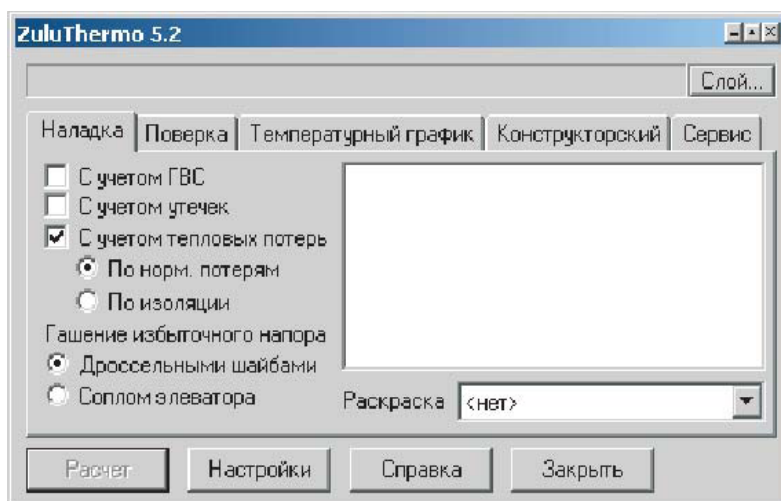 ZuluThermo 5.2
Слой...
Наладка Поверка Температурный график Конструкторский Сервис
С учетом ГВС
С учетом утечек
С учетом тепловых потерь
По норм. потерям
По изоляции
Гашение избыточного напора
Дроссельными шайбами
Соплом элеватора
Раскраска <нет>
Расчет Настройки Справка Закрыть